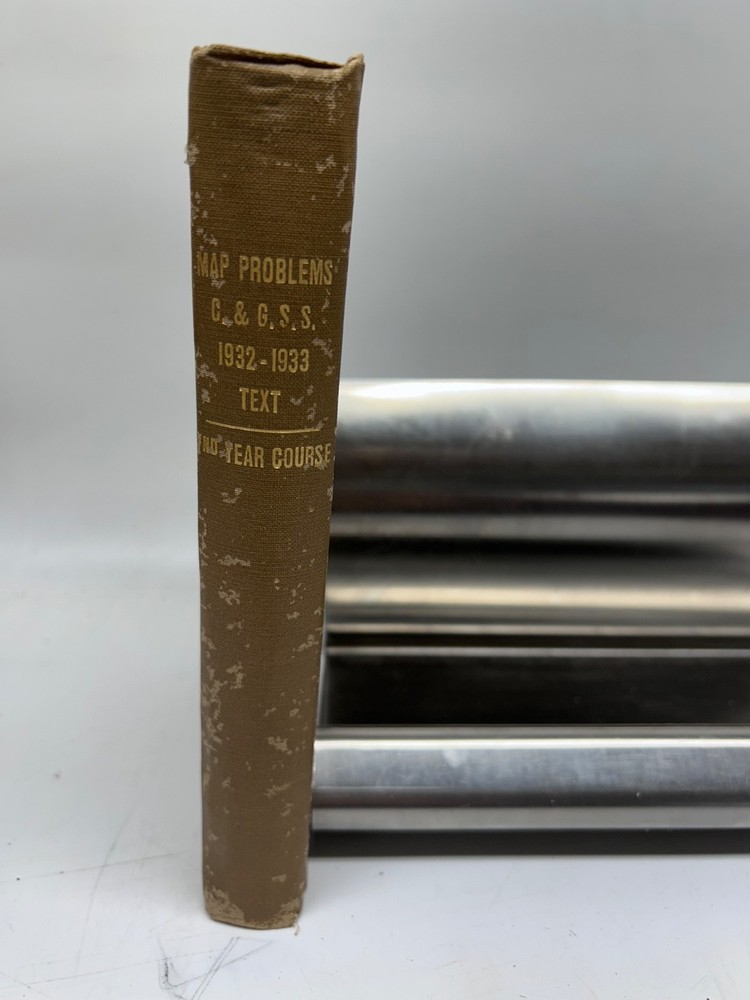 MAP PROBLEMS
C. & G. S. S.
1932-1933
TEXT
2ND YEAR COURSE